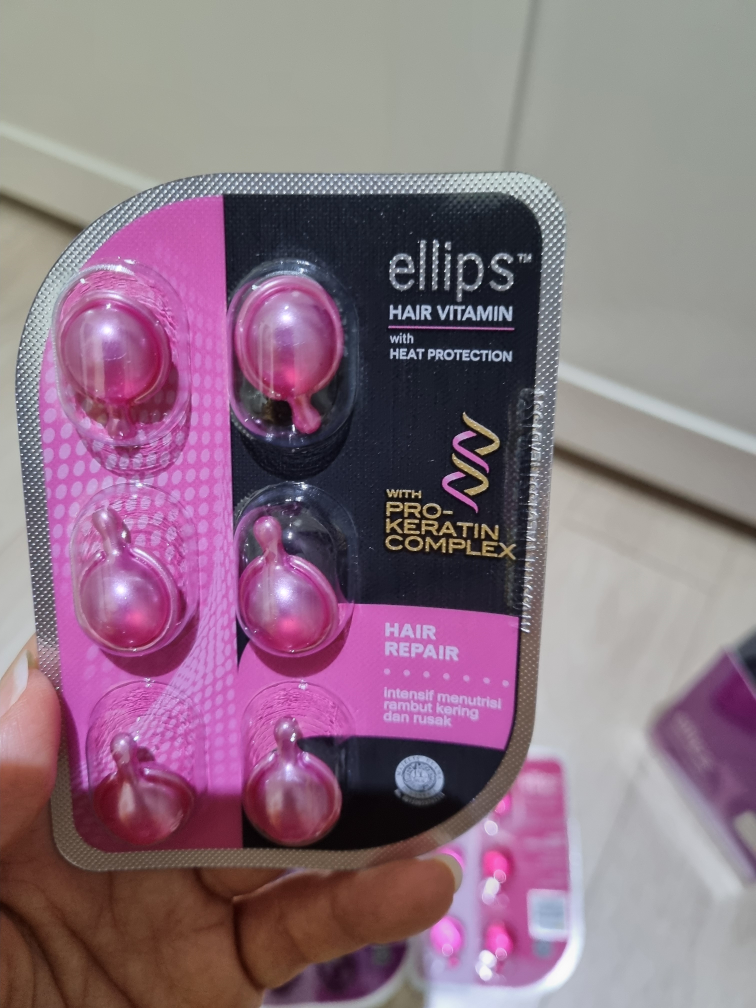 ellips™
HAIR VITAMIN
with
HEAT PROTECTION
WITH
PRO-
KERATIN
COMPLEX
HAIR
REPAIR
intensif menutrisi
rambut kering
dan rusak